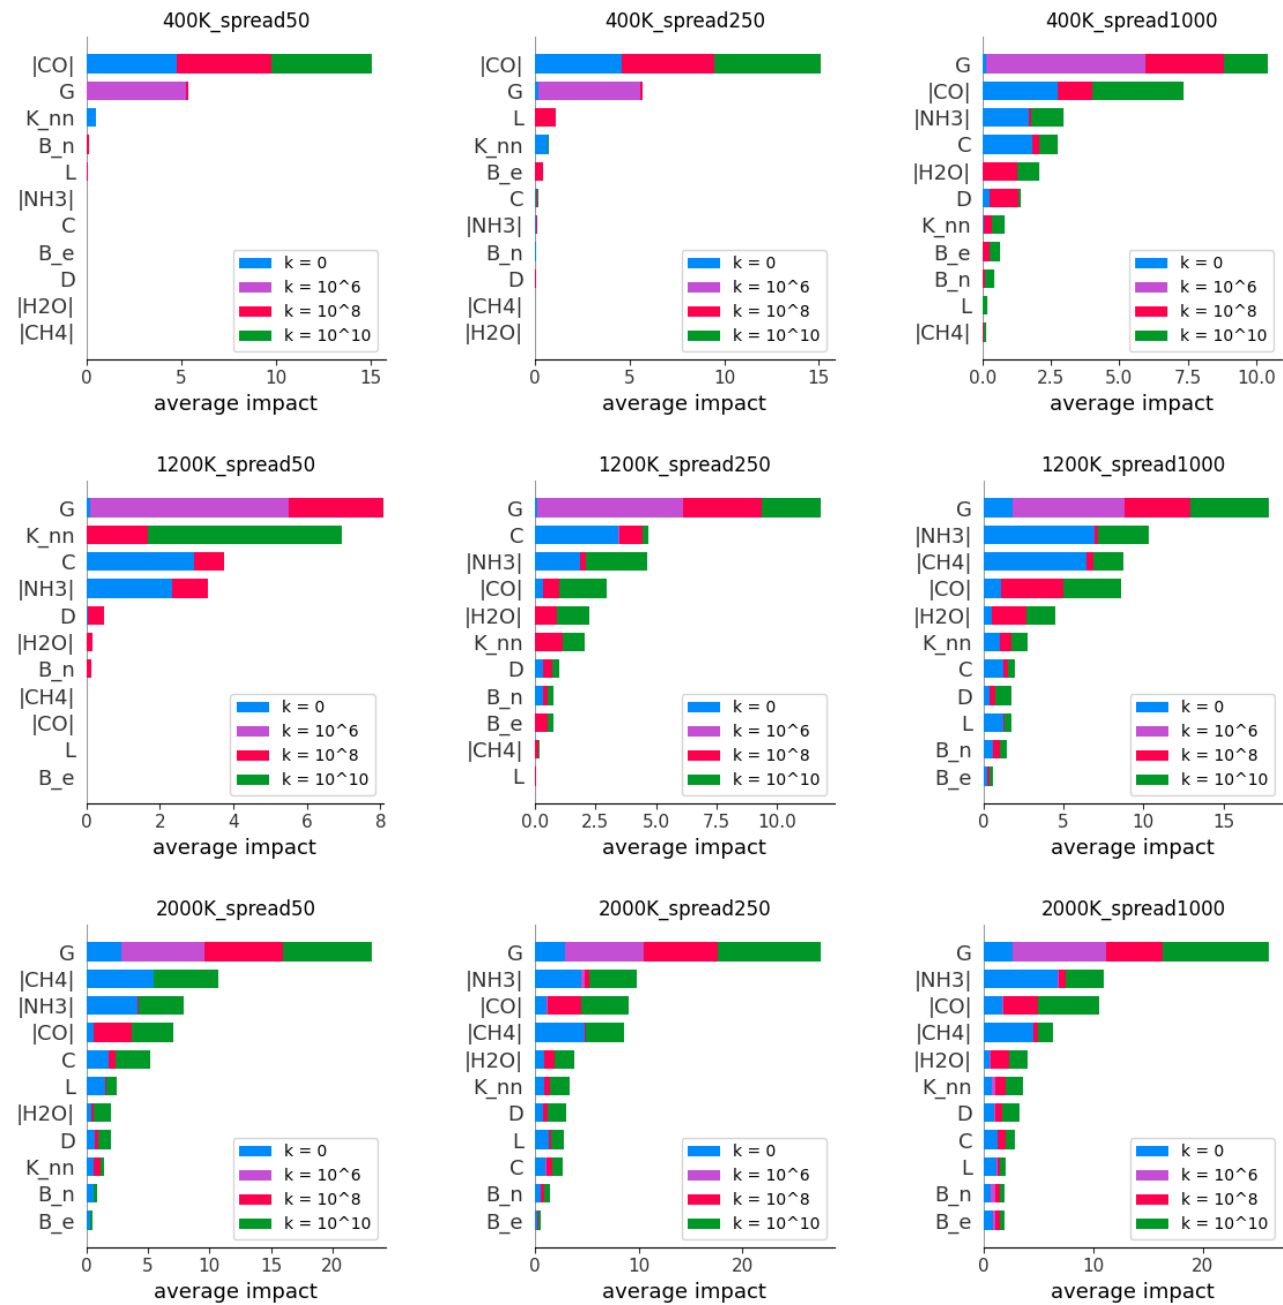 400K_spread50
|CO|
G
K_nn
B_n
L
|NH3|
C
B_e
D
|H2O|
|CH4|
k = 0
k = 10^6
k = 10^8
k = 10^10
0 5 10 15
average impact
400K_spread250
|CO|
G
L
K_nn
B_e
C
|NH3|
B_n
D
|CH4|
|H2O|
k = 0
k = 10^6
k = 10^8
k = 10^10
0 5 10 15
average impact
400K_spread1000
G
|CO|
|NH3|
C
|H2O|
D
K_nn
B_e
B_n
L
|CH4|
k = 0
k = 10^6
k = 10^8
k = 10^10
0.0 2.5 5.0 7.5 10.0
average impact
1200K_spread50
G
K_nn
C
|NH3|
D
|H2O|
B_n
|CH4|
|CO|
L
B_e
k = 0
k = 10^6
k = 10^8
k = 10^10
0 2 4 6 8
average impact
1200K_spread250
G
C
|NH3|
|CO|
|H2O|
K_nn
D
B_n
B_e
|CH4|
L
k = 0
k = 10^6
k = 10^8
k = 10^10
0.0 2.5 5.0 7.5 10.0
average impact
1200K_spread1000
G
|NH3|
|CH4|
|CO|
|H2O|
K_nn
C
D
L
B_n
B_e
k = 0
k = 10^6
k = 10^8
k = 10^10
0 5 10 15
average impact
2000K_spread50
G
|CH4|
|NH3|
|CO|
C
L
|H2O|
D
K_nn
B_n
B_e
k = 0
k = 10^6
k = 10^8
k = 10^10
0 5 10 15 20
average impact
2000K_spread250
G
|NH3|
|CO|
|CH4|
|H2O|
K_nn
D
L
C
B_n
B_e
k = 0
k = 10^6
k = 10^8
k = 10^10
0 10 20
average impact
2000K_spread1000
G
|NH3|
|CO|
|CH4|
|H2O|
K_nn
D
C
L
B_n
B_e
k = 0
k = 10^6
k = 10^8
k = 10^10
0 10 20
average impact